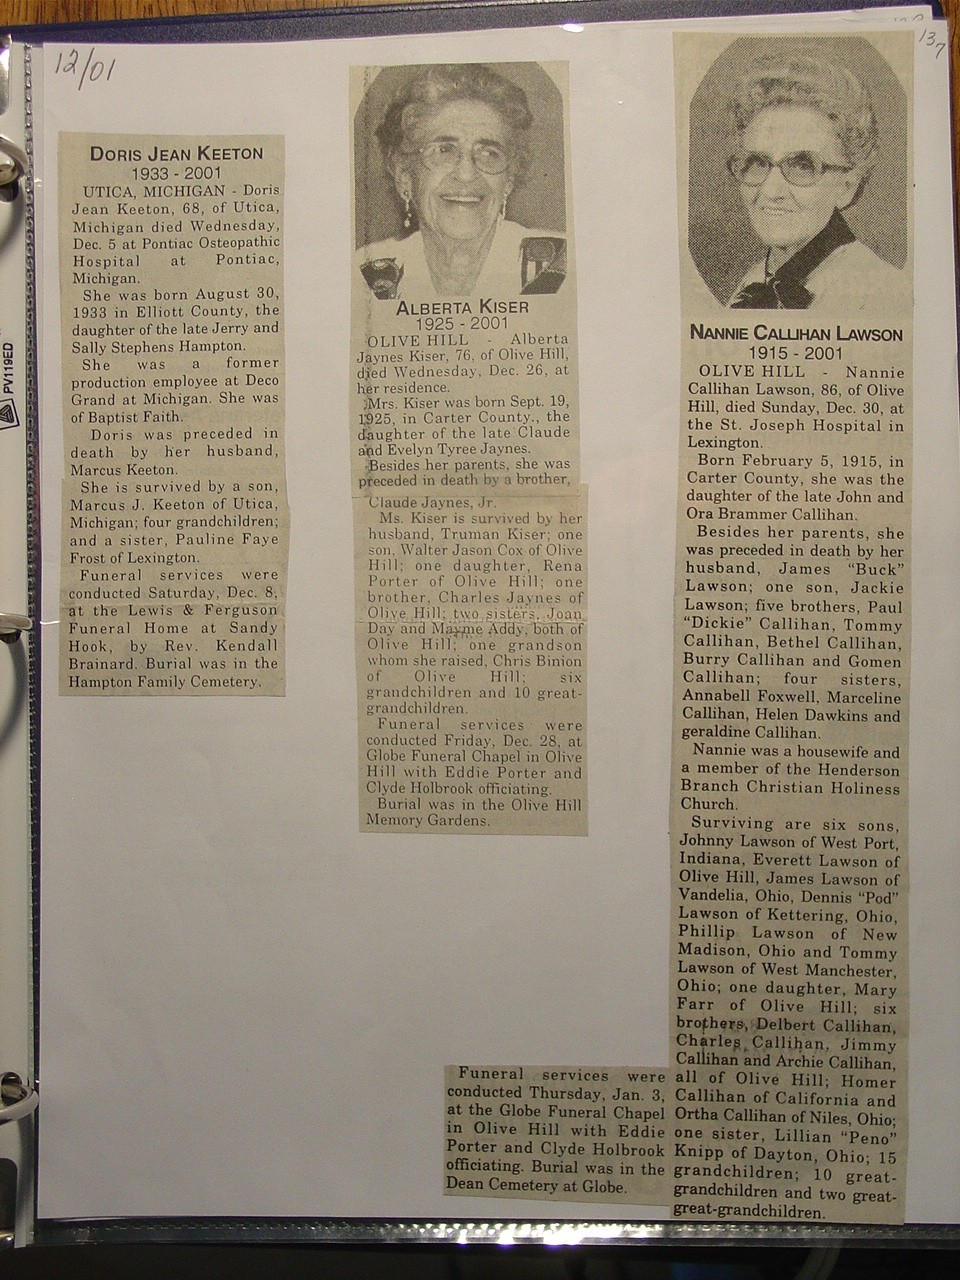 12/01
137
DORIS JEAN KEETON
1933 - 2001
UTICA, MICHIGAN - Doris
Jean Keeton, 68, of Utica,
Michigan died Wednesday,
Dec. 5 at Pontiac Osteopathic
Hospital at Pontiac,
Michigan.
She was born August 30,
1933 in Elliott County, the
daughter of the late Jerry and
Sally Stephens Hampton.
She was a former
production employee at Deco
Grand at Michigan. She was
of Baptist Faith.
Doris was preceded in
death by her husband,
Marcus Keeton.
She is survived by a son,
Marcus J. Keeton of Utica,
Michigan; four grandchildren;
and a sister, Pauline Faye
Frost of Lexington.
Funeral services were
conducted Saturday, Dec. 8,
at the Lewis & Ferguson
Funeral Home at Sandy
Hook, by Rev. Kendall
Brainard. Burial was in the
Hampton Family Cemetery.
ALBERTA KISER
1925 - 2001
OLIVE HILL - Alberta
Jaynes Kiser, 76, of Olive Hill,
died Wednesday, Dec. 26, at
her residence.
Mrs. Kiser was born Sept. 19,
1925, in Carter County., the
daughter of the late Claude
and Evelyn Tyree Jaynes.
Besides her parents, she was
preceded in death by a brother,
Claude Jaynes, Jr.
Ms. Kiser is survived by her
husband, Truman Kiser; one
son, Walter Jason Cox of Olive
Hill; one daughter, Rena
Porter of Olive Hill; one
brother, Charles Jaynes of
Olive Hill; two sisters, Joan
Day and Mayme Addy, both of
Olive Hill; one grandson
whom she raised, Chris Binion
of Olive Hill; six
grandchildren and 10 great-
grandchildren.
Funeral services were
conducted Friday, Dec. 28, at
Globe Funeral Chapel in Olive
Hill with Eddie Porter and
Clyde Holbrook officiating.
Burial was in the Olive Hill
Memory Gardens.
NANNIE CALLIHAN LAWSON
1915 - 2001
OLIVE HILL - Nannie
Callihan Lawson, 86, of Olive
Hill, died Sunday, Dec. 30, at
the St. Joseph Hospital in
Lexington.
Born February 5, 1915, in
Carter County, she was the
daughter of the late John and
Ora Brammer Callihan.
Besides her parents, she
was preceded in death by her
husband, James “Buck”
Lawson; one son, Jackie
Lawson; five brothers, Paul
“Dickie” Callihan, Tommy
Callihan, Bethel Callihan,
Burry Callihan and Gomen
Callihan; four sisters,
Annabell Foxwell, Marceline
Callihan, Helen Dawkins and
geraldine Callihan.
Nannie was a housewife and
a member of the Henderson
Branch Christian Holiness
Church.
Surviving are six sons,
Johnny Lawson of West Port,
Indiana, Everett Lawson of
Olive Hill, James Lawson of
Vandelia, Ohio, Dennis “Pod”
Lawson of Kettering, Ohio,
Phillip Lawson of New
Madison, Ohio and Tommy
Lawson of West Manchester,
Ohio; one daughter, Mary
Farr of Olive Hill; six
brothers, Delbert Callihan,
Charles Callihan, Jimmy
Callihan and Archie Callihan,
all of Olive Hill; Homer
Callihan of California and
Ortha Callihan of Niles, Ohio;
one sister, Lillian “Peno”
Knipp of Dayton, Ohio; 15
grandchildren; 10 great-
grandchildren and two great-
great-grandchildren.
Funeral services were
conducted Thursday, Jan. 3,
at the Globe Funeral Chapel
in Olive Hill with Eddie
Porter and Clyde Holbrook
officiating. Burial was in the
Dean Cemetery at Globe.
PV119ED